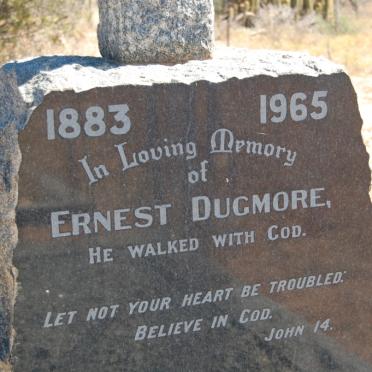 1883 1965
In Loving Memory
of
ERNEST DUGMORE,
HE WALKED WITH GOD.
LET NOT YOUR HEART BE TROUBLED:
BELIEVE IN GOD.
JOHN 14.